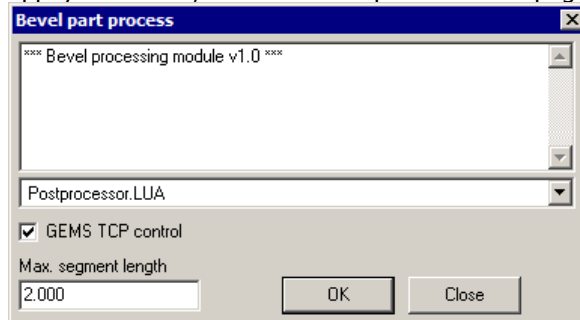 Bevel part process
*** Bevel processing module v1.0 ***
Postprocessor.LUA
GEMS TCP control
Max. segment length
2.000
OK
Close